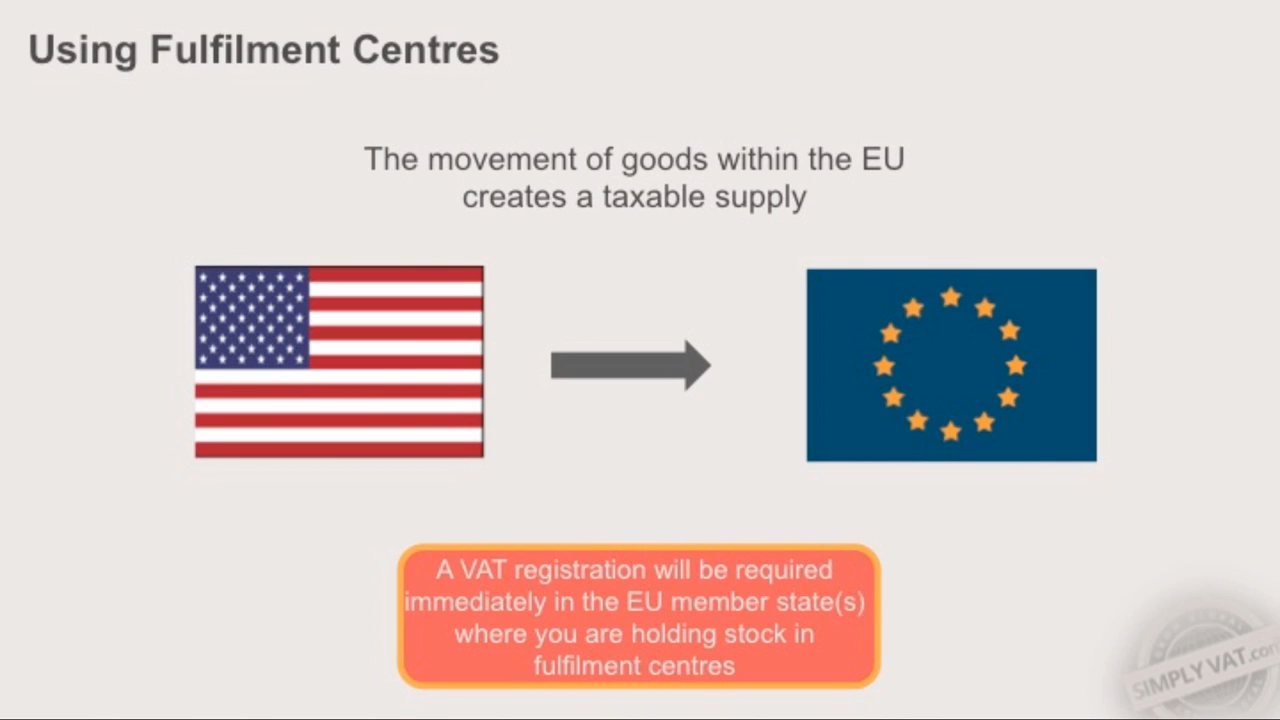 Using Fulfilment Centres
The movement of goods within the EU
creates a taxable supply
A VAT registration will be required
immediately in the EU member state(s)
where you are holding stock in
fulfilment centres
SIMPLY VAT.com